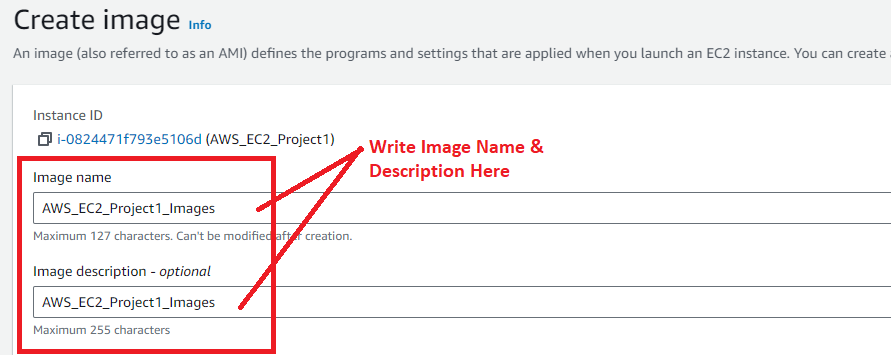 Create image Info
An image (also referred to as an AMI) defines the programs and settings that are applied when you launch an EC2 instance. You can create
Instance ID
i-0824471f793e5106d (AWS_EC2_Project1)
Write Image Name &
Description Here
Image name
AWS_EC2_Project1_Images
Maximum 127 characters. Can't be modified after creation.
Image description - optional
AWS_EC2_Project1_Images
Maximum 255 characters